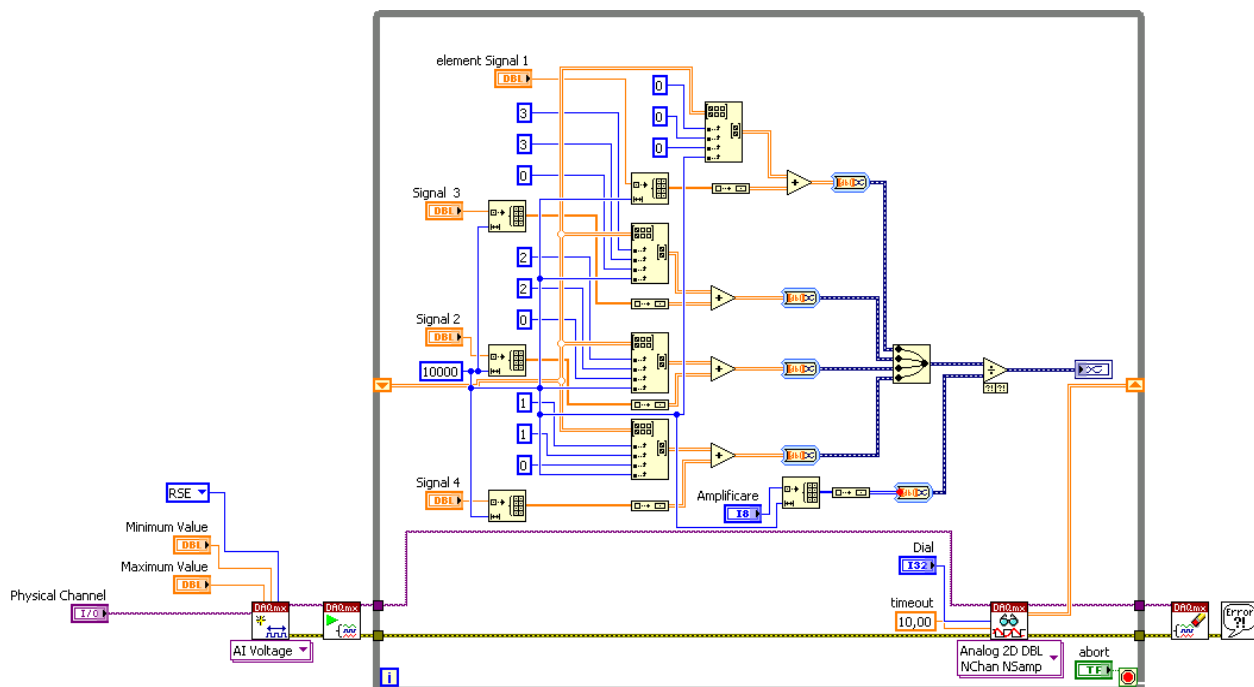 element Signal 1
DBL
0
3
0
3
0
0
Signal 3
DBL
2
2
Signal 2
0
DBL
10000
1
1
0
Signal 4
DBL
RSE
Amplificare
I8
Minimum Value
DBL
Dial
I32
Maximum Value
DBL
Physical Channel
I/O
DAQmx
DAQmx
timeout
10,00
DAQmx
DAQmx
Error
?!
AI Voltage
Analog 2D DBL
NChan NSamp
abort
TF
i
?! ?!